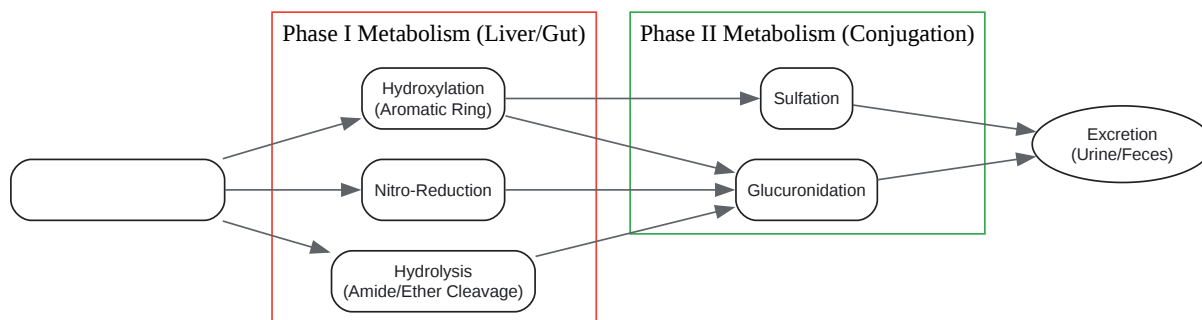 Phase I Metabolism (Liver/Gut)
Phase II Metabolism (Conjugation)
Hydroxylation
(Aromatic Ring)
Sulfation
Excretion
(Urine/Feces)
Nitro-Reduction
Glucuronidation
Hydrolysis
(Amide/Ether Cleavage)